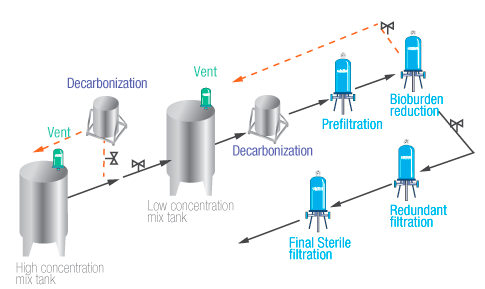 Decarbonization
Vent
Vent
Low concentration
mix tank
High concentration
mix tank
Decarbonization
Prefiltration
Bioburden
reduction
Redundant
filtration
Final Sterile
filtration